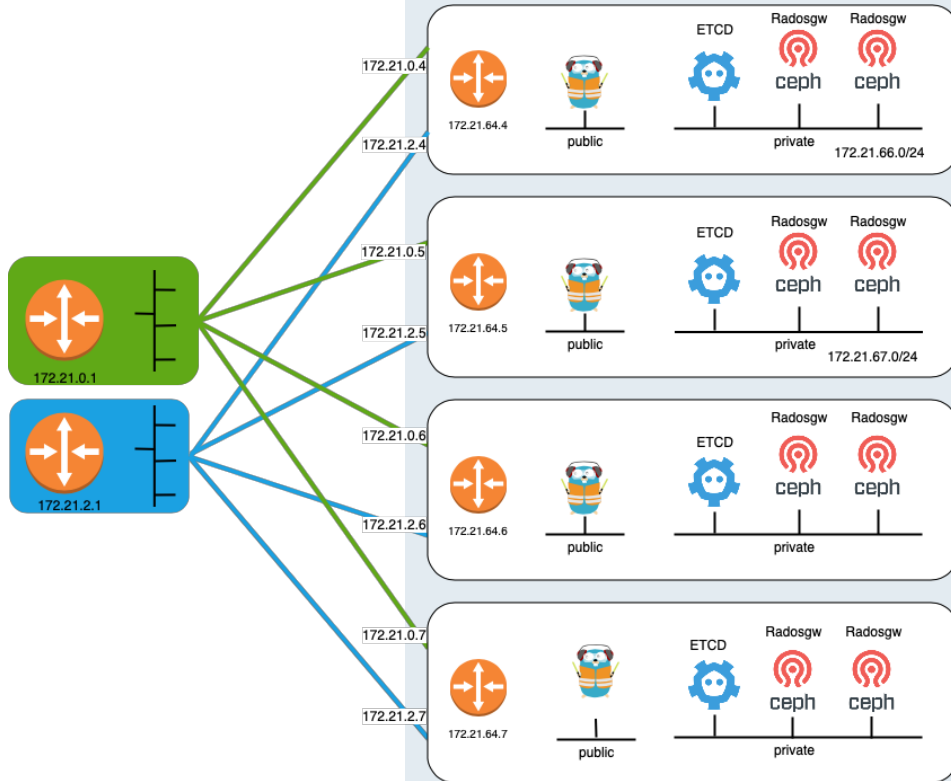 172.21.0.1
172.21.2.1
172.21.0.4
172.21.2.4
172.21.0.5
172.21.2.5
172.21.0.6
172.21.2.6
172.21.0.7
172.21.2.7
172.21.64.4
public
ETCD
Radosgw
Radosgw
ceph
ceph
private
172.21.66.0/24
172.21.64.5
public
ETCD
Radosgw
Radosgw
ceph
ceph
private
172.21.67.0/24
172.21.64.6
public
ETCD
Radosgw
Radosgw
ceph
ceph
private
172.21.64.7
public
ETCD
Radosgw
Radosgw
ceph
ceph
private